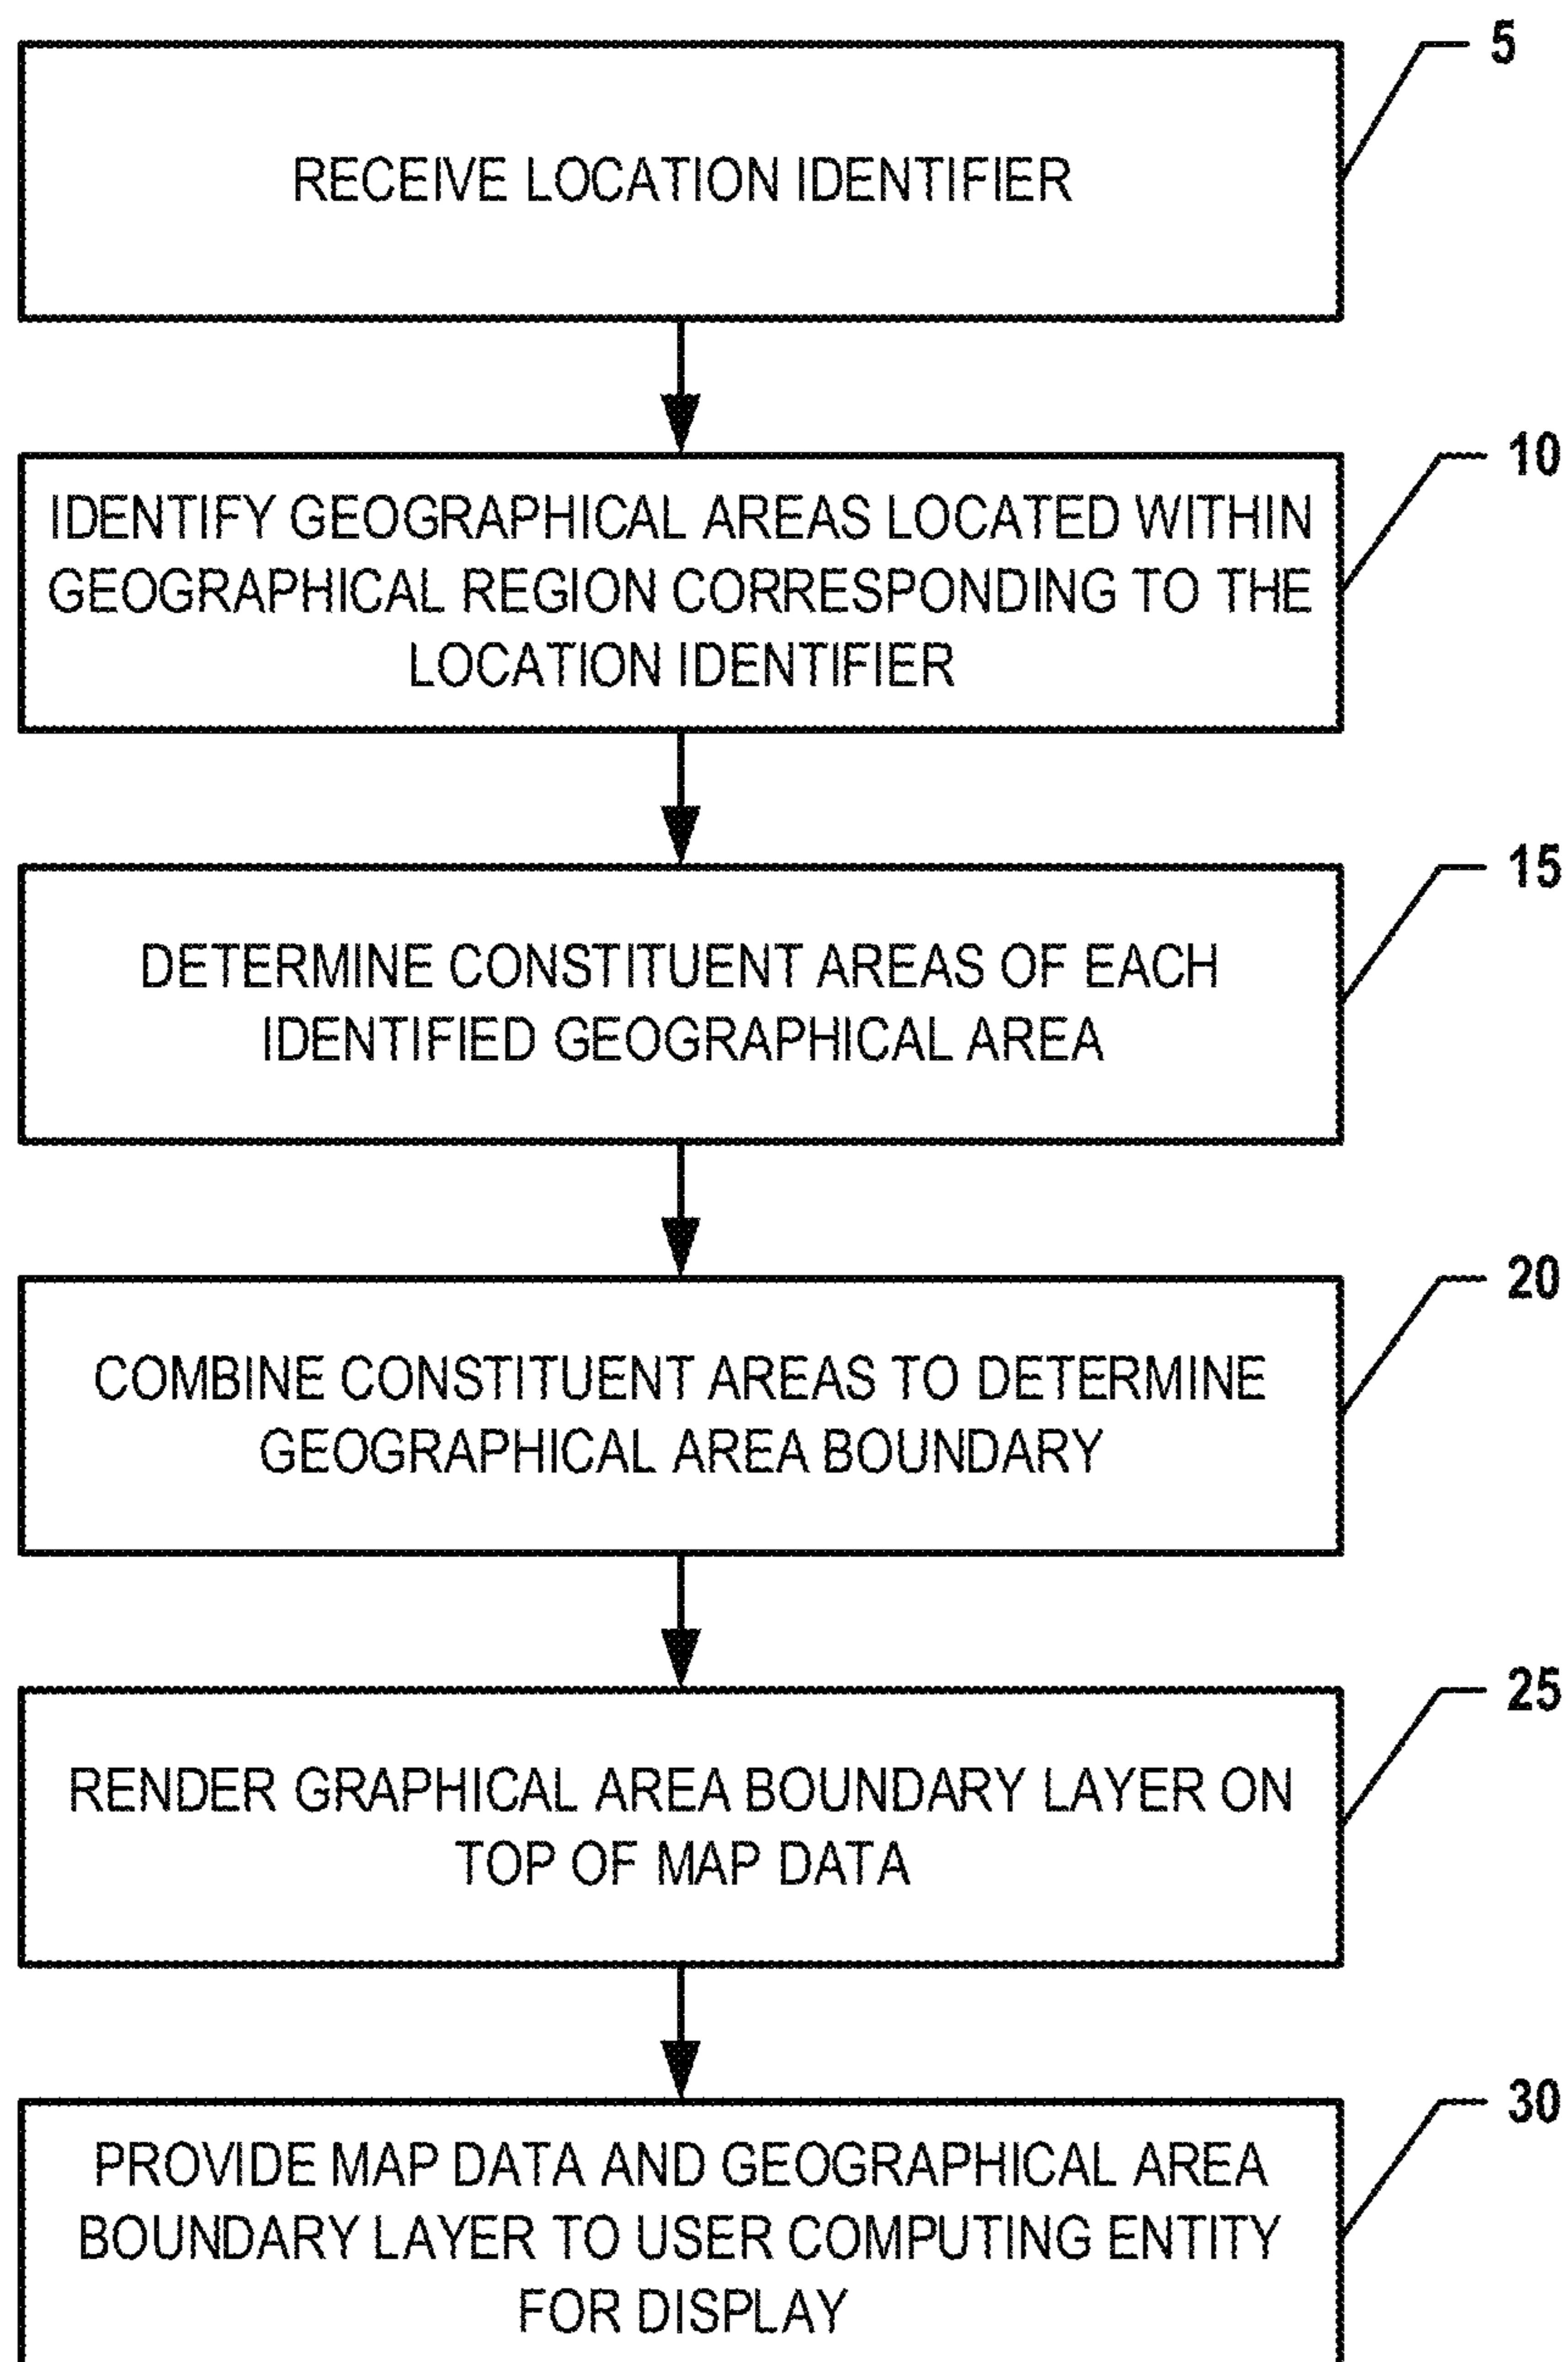 5
RECEIVE LOCATION IDENTIFIER
10
IDENTIFY GEOGRAPHICAL AREAS LOCATED WITHIN
GEOGRAPHICAL REGION CORRESPONDING TO THE
LOCATION IDENTIFIER
15
DETERMINE CONSTITUENT AREAS OF EACH
IDENTIFIED GEOGRAPHICAL AREA
20
COMBINE CONSTITUENT AREAS TO DETERMINE
GEOGRAPHICAL AREA BOUNDARY
25
RENDER GRAPHICAL AREA BOUNDARY LAYER ON
TOP OF MAP DATA
30
PROVIDE MAP DATA AND GEOGRAPHICAL AREA
BOUNDARY LAYER TO USER COMPUTING ENTITY
FOR DISPLAY